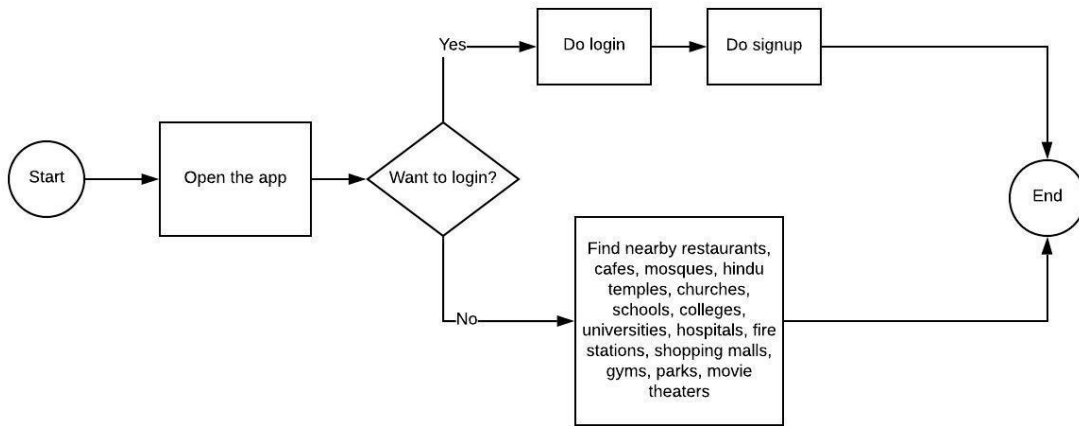 Start
Open the app
Want to login?
Yes
Do login
Do signup
End
No
Find nearby restaurants,
cafes, mosques, hindu
temples, churches,
schools, colleges,
universities, hospitals, fire
stations, shopping malls,
gyms, parks, movie
theaters